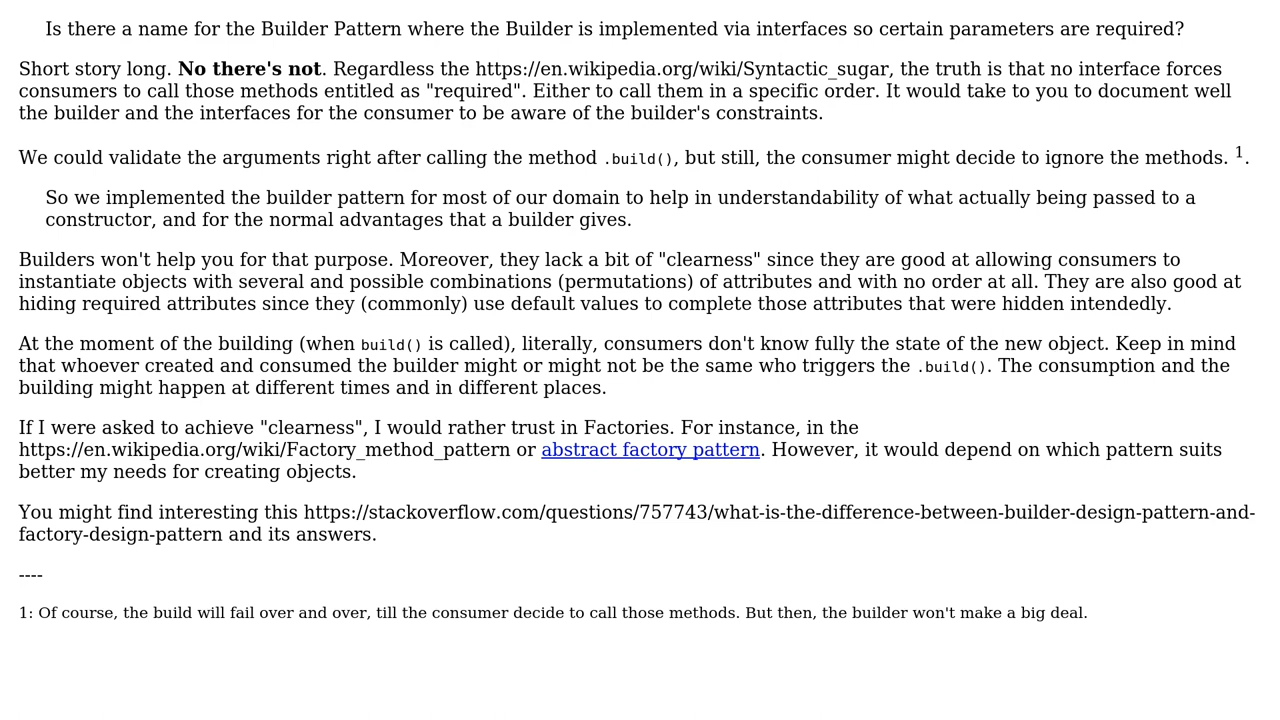 Is there a name for the Builder Pattern where the Builder is implemented via interfaces so certain parameters are required?
Short story long. No there's not. Regardless the https://en.wikipedia.org/wiki/Syntactic_sugar, the truth is that no interface forces
consumers to call those methods entitled as "required". Either to call them in a specific order. It would take to you to document well
the builder and the interfaces for the consumer to be aware of the builder's constraints.
We could validate the arguments right after calling the method .build(), but still, the consumer might decide to ignore the methods. 1.
So we implemented the builder pattern for most of our domain to help in understandability of what actually being passed to a
constructor, and for the normal advantages that a builder gives.
Builders won't help you for that purpose. Moreover, they lack a bit of "clearness" since they are good at allowing consumers to
instantiate objects with several and possible combinations (permutations) of attributes and with no order at all. They are also good at
hiding required attributes since they (commonly) use default values to complete those attributes that were hidden intendedly.
At the moment of the building (when build() is called), literally, consumers don't know fully the state of the new object. Keep in mind
that whoever created and consumed the builder might or might not be the same who triggers the .build(). The consumption and the
building might happen at different times and in different places.
If I were asked to achieve "clearness", I would rather trust in Factories. For instance, in the
https://en.wikipedia.org/wiki/Factory_method_pattern or abstract factory pattern. However, it would depend on which pattern suits
better my needs for creating objects.
You might find interesting this https://stackoverflow.com/questions/757743/what-is-the-difference-between-builder-design-pattern-and-
factory-design-pattern and its answers.
----
1: Of course, the build will fail over and over, till the consumer decide to call those methods. But then, the builder won't make a big deal.